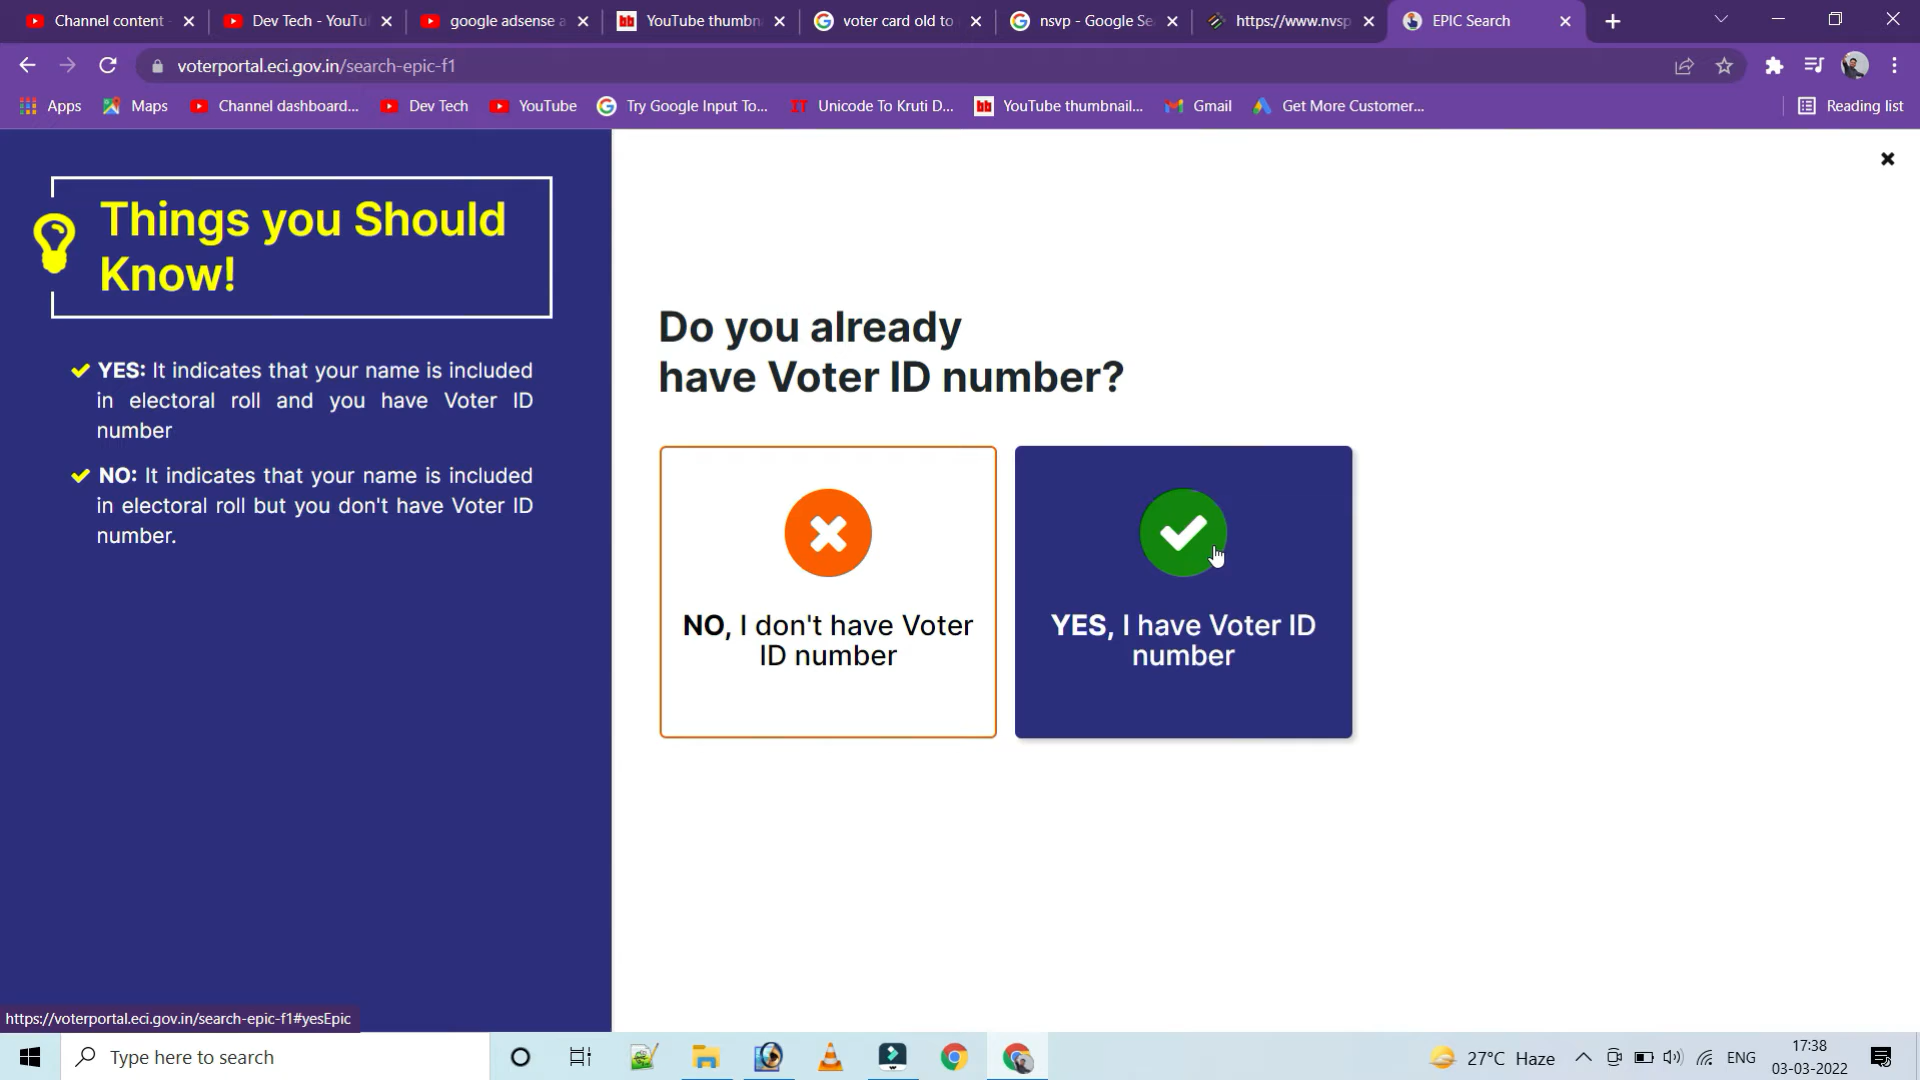 Channel content -
Dev Tech - YouTu
google adsense a
YouTube thumbn
voter card old to
nsvp - Google Se
https://www.nvsp
EPIC Search
voterportal.eci.gov.in/search-epic-f1
Apps
Maps
Channel dashboard...
Dev Tech
YouTube
Try Google Input To...
Unicode To Kruti D...
YouTube thumbnail...
Gmail
Get More Customer...
Reading list
Things you Should
Know!
YES: It indicates that your name is included
in electoral roll and you have Voter ID
number
NO: It indicates that your name is included
in electoral roll but you don't have Voter ID
number.
Do you already
have Voter ID number?
NO, I don't have Voter
ID number
YES, I have Voter ID
number
https://voterportal.eci.gov.in/search-epic-f1#yesEpic
Type here to search
27°C Haze
ENG
17:38
03-03-2022